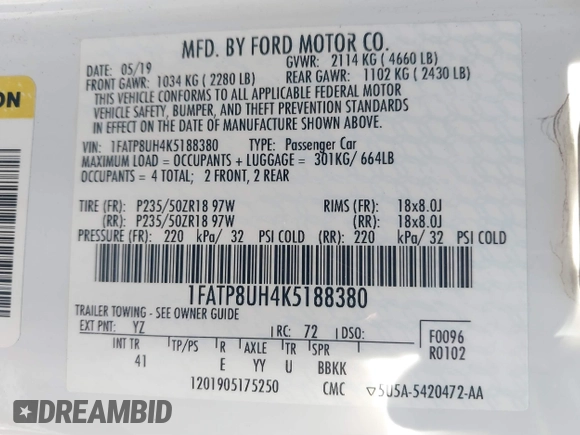 MFD. BY FORD MOTOR CO.
DATE: 05/19 GVWR: 2114 KG ( 4660 LB)
FRONT GAWR: 1034 KG ( 2280 LB) REAR GAWR: 1102 KG ( 2430 LB)
THIS VEHICLE CONFORMS TO ALL APPLICABLE FEDERAL MOTOR
VEHICLE SAFETY, BUMPER, AND THEFT PREVENTION STANDARDS
IN EFFECT ON THE DATE OF MANUFACTURE SHOWN ABOVE.
VIN: 1FATP8UH4K5188380 TYPE: Passenger Car
MAXIMUM LOAD = OCCUPANTS + LUGGAGE = 301KG/ 664LB
OCCUPANTS = 4 TOTAL; 2 FRONT, 2 REAR
TIRE (FR): P235/50ZR18 97W RIMS (FR): 18x8.0J
(RR): P235/50ZR18 97W (RR): 18x8.0J
PRESSURE (FR): 220 kPa/ 32 PSI COLD (RR): 220 kPa/ 32 PSI COLD
1FATP8UH4K5188380
TRAILER TOWING - SEE OWNER GUIDE
EXT PNT: YZ RC: 72 DSO: F0096
INT TR TP/PS R AXLE TR SPR R0102
41 E YY U BBKK
1201905175250 CMC ▽5U5A-5420472-AA
ON
DREAMBID